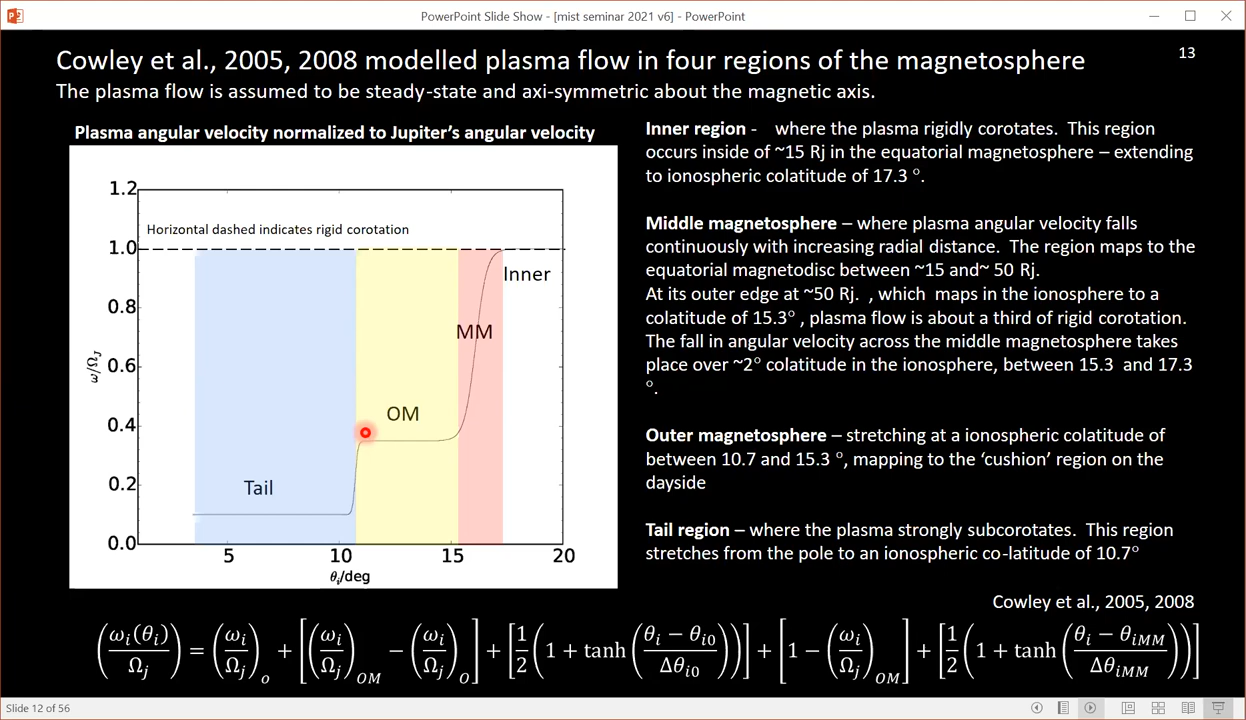 PowerPoint Slide Show - [mist seminar 2021 v6] - PowerPoint
Cowley et al., 2005, 2008 modelled plasma flow in four regions of the magnetosphere
13
The plasma flow is assumed to be steady-state and axi-symmetric about the magnetic axis.
Plasma angular velocity normalized to Jupiter's angular velocity
1.2
Horizontal dashed indicates rigid corotation
1.0
Inner
0.8
MM
0.6
ω/Ω_J
OM
0.4
Tail
0.2
0.0
5 10 15 20
θ_i/deg
Inner region - where the plasma rigidly corotates. This region
occurs inside of ~15 Rj in the equatorial magnetosphere – extending
to ionospheric colatitude of 17.3 °.
Middle magnetosphere – where plasma angular velocity falls
continuously with increasing radial distance. The region maps to the
equatorial magnetodisc between ~15 and~ 50 Rj.
At its outer edge at ~50 Rj. , which maps in the ionosphere to a
colatitude of 15.3° , plasma flow is about a third of rigid corotation.
The fall in angular velocity across the middle magnetosphere takes
place over ~2° colatitude in the ionosphere, between 15.3 and 17.3
°.
Outer magnetosphere – stretching at a ionospheric colatitude of
between 10.7 and 15.3 °, mapping to the 'cushion' region on the
dayside
Tail region – where the plasma strongly subcorotates. This region
stretches from the pole to an ionospheric co-latitude of 10.7°
Cowley et al., 2005, 2008
(ω_i(θ_i)/Ω_j) = (ω_i/Ω_j)_o + [(ω_i/Ω_j)_OM − (ω_i/Ω_j)_O] + [1/2 (1 + tanh ((θ_i − θ_i0)/Δθ_i0))] + [1 − (ω_i/Ω_j)_OM] + [1/2 (1 + tanh ((θ_i − θ_iMM)/Δθ_iMM))]
Slide 12 of 56